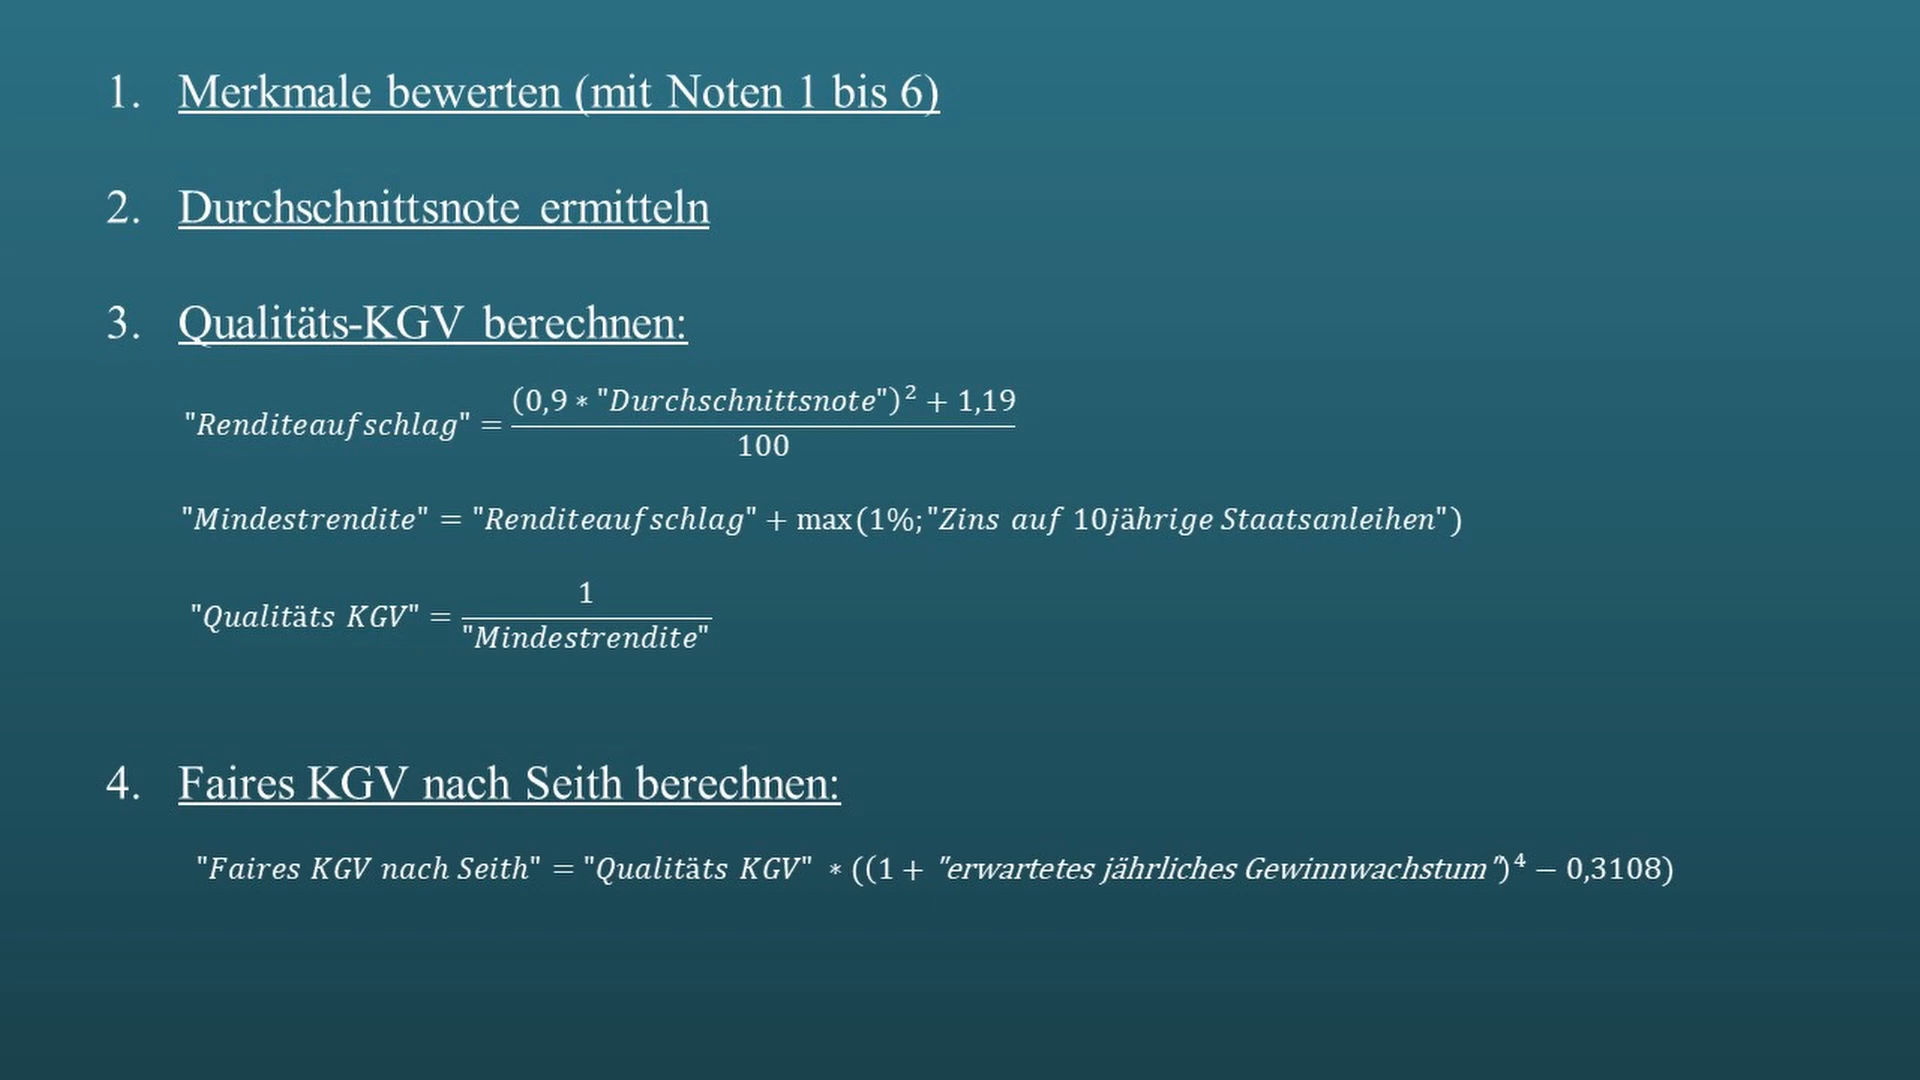 1. Merkmale bewerten (mit Noten 1 bis 6)
2. Durchschnittsnote ermitteln
3. Qualitäts-KGV berechnen:
"Renditeaufschlag" = ((0,9 ∗ "Durchschnittsnote")² + 1,19) / 100
"Mindestrendite" = "Renditeaufschlag" + max(1%; "Zins auf 10jährige Staatsanleihen")
"Qualitäts KGV" = 1 / "Mindestrendite"
4. Faires KGV nach Seith berechnen:
"Faires KGV nach Seith" = "Qualitäts KGV" ∗ ((1 + "erwartetes jährliches Gewinnwachstum")⁴ − 0,3108)